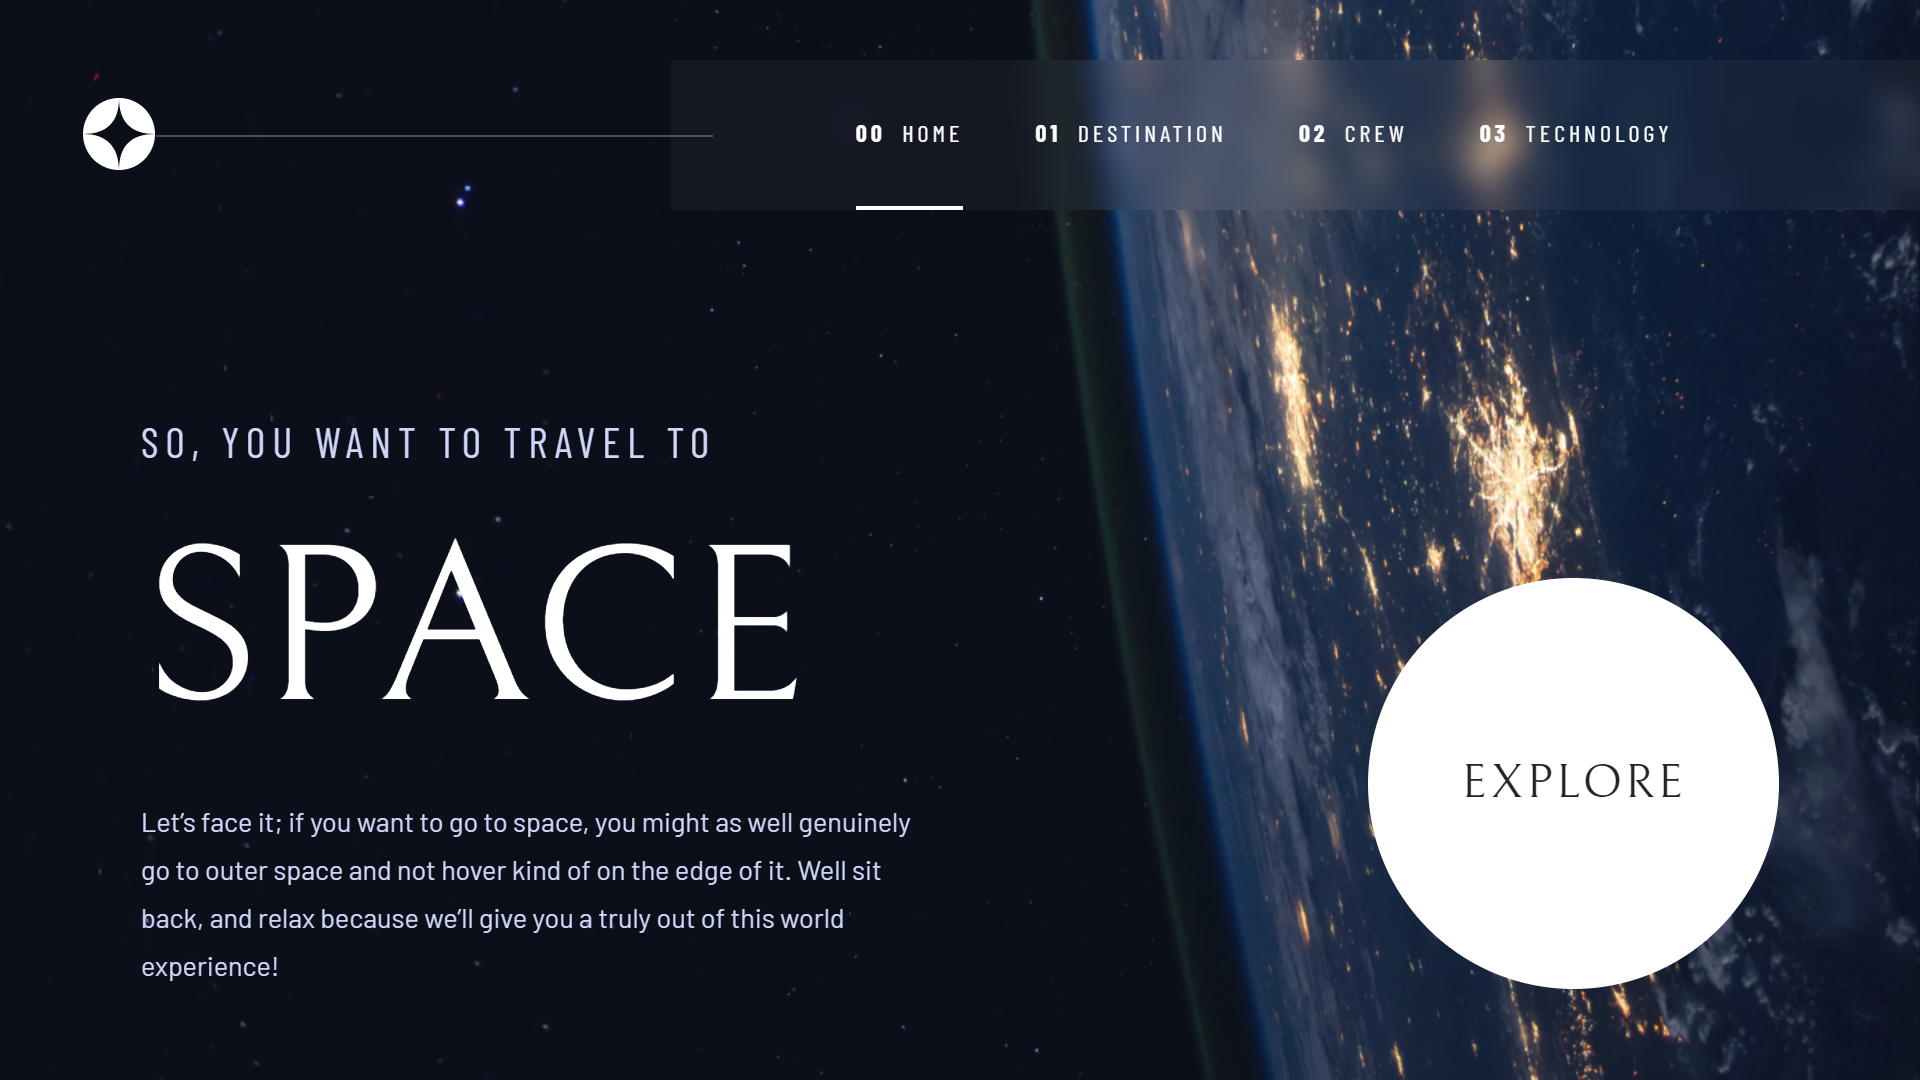 00 HOME 01 DESTINATION 02 CREW 03 TECHNOLOGY
SO, YOU WANT TO TRAVEL TO
SPACE
Let’s face it; if you want to go to space, you might as well genuinely
go to outer space and not hover kind of on the edge of it. Well sit
back, and relax because we’ll give you a truly out of this world
experience!
EXPLORE